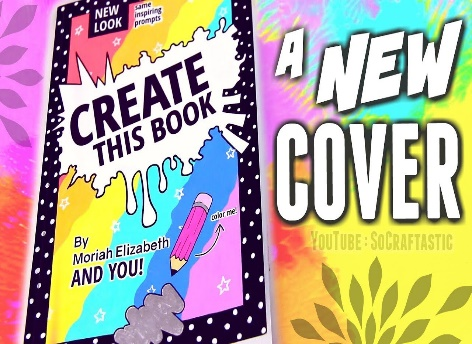 NEW
LOOK
same
inspiring
prompts
CREATE
THIS BOOK
By
Moriah Elizabeth
AND YOU!
color me!
A NEW
COVER
YouTube : SoCraftastic